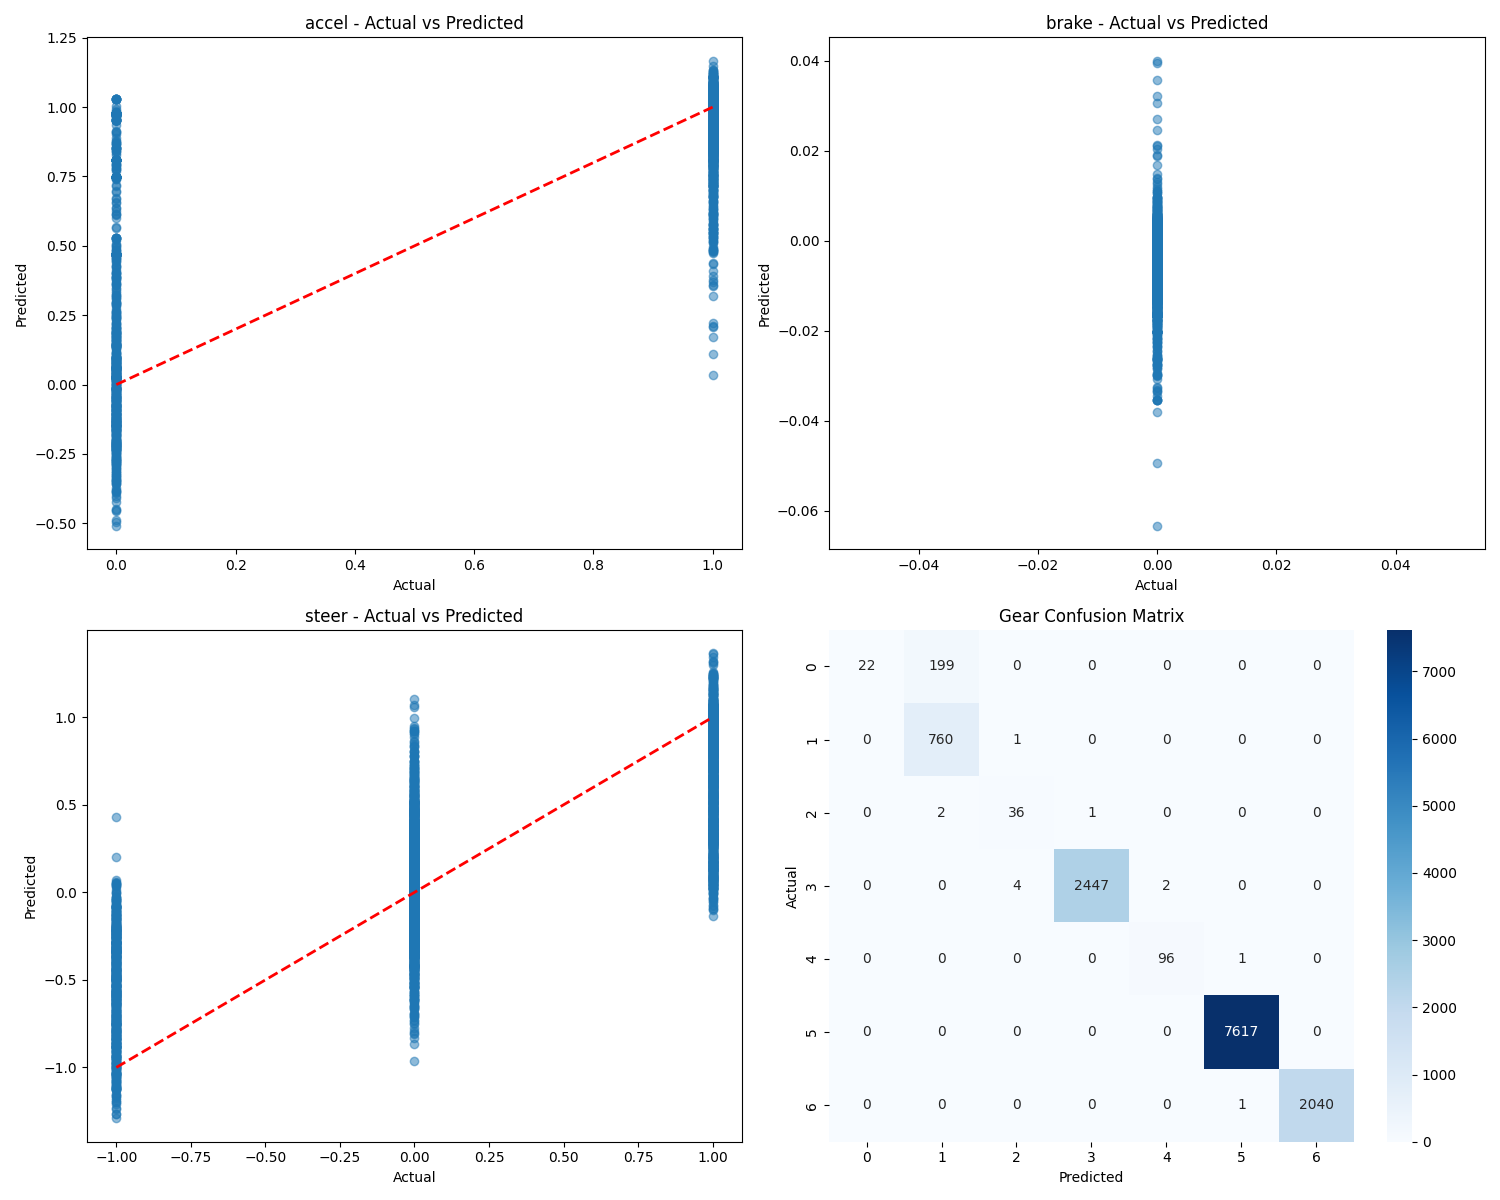 accel - Actual vs Predicted
1.25
1.00
0.75
0.50
0.25
0.00
−0.25
−0.50
Predicted
0.0 0.2 0.4 0.6 0.8 1.0
Actual
brake - Actual vs Predicted
0.04
0.02
0.00
−0.02
−0.04
−0.06
Predicted
−0.04 −0.02 0.00 0.02 0.04
Actual
steer - Actual vs Predicted
1.0
0.5
0.0
−0.5
−1.0
Predicted
−1.00 −0.75 −0.50 −0.25 0.00 0.25 0.50 0.75 1.00
Actual
Gear Confusion Matrix
0 22 199 0 0 0 0 0
1 0 760 1 0 0 0 0
2 0 2 36 1 0 0 0
3 0 0 4 2447 2 0 0
4 0 0 0 0 96 1 0
5 0 0 0 0 0 7617 0
6 0 0 0 0 0 1 2040
Actual
0 1 2 3 4 5 6
Predicted
7000
6000
5000
4000
3000
2000
1000
0